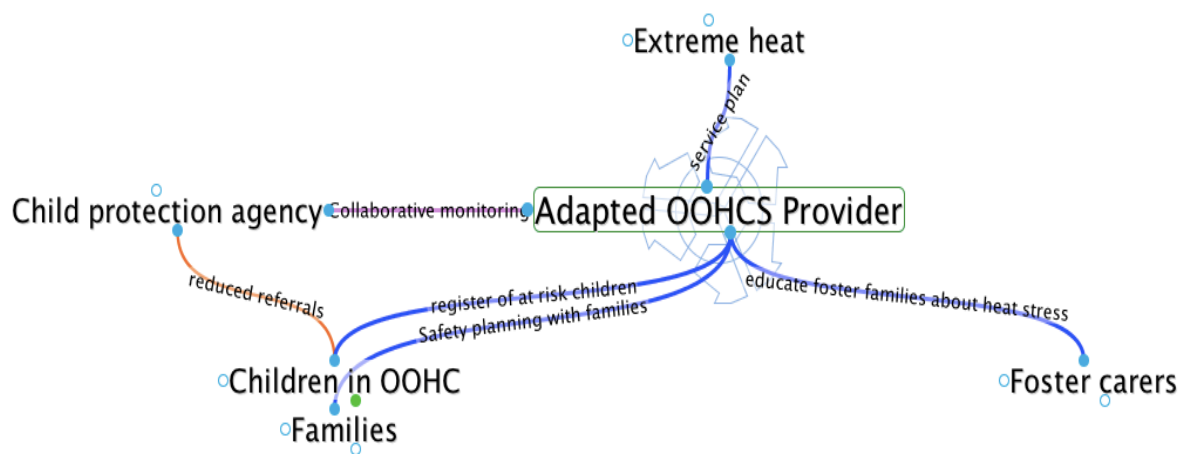 Extreme heat
service plan
Child protection agency
Collaborative monitoring
Adapted OOHCS Provider
reduced referrals
register of at risk children
Safety planning with families
educate foster families about heat stress
Children in OOHC
Foster carers
Families